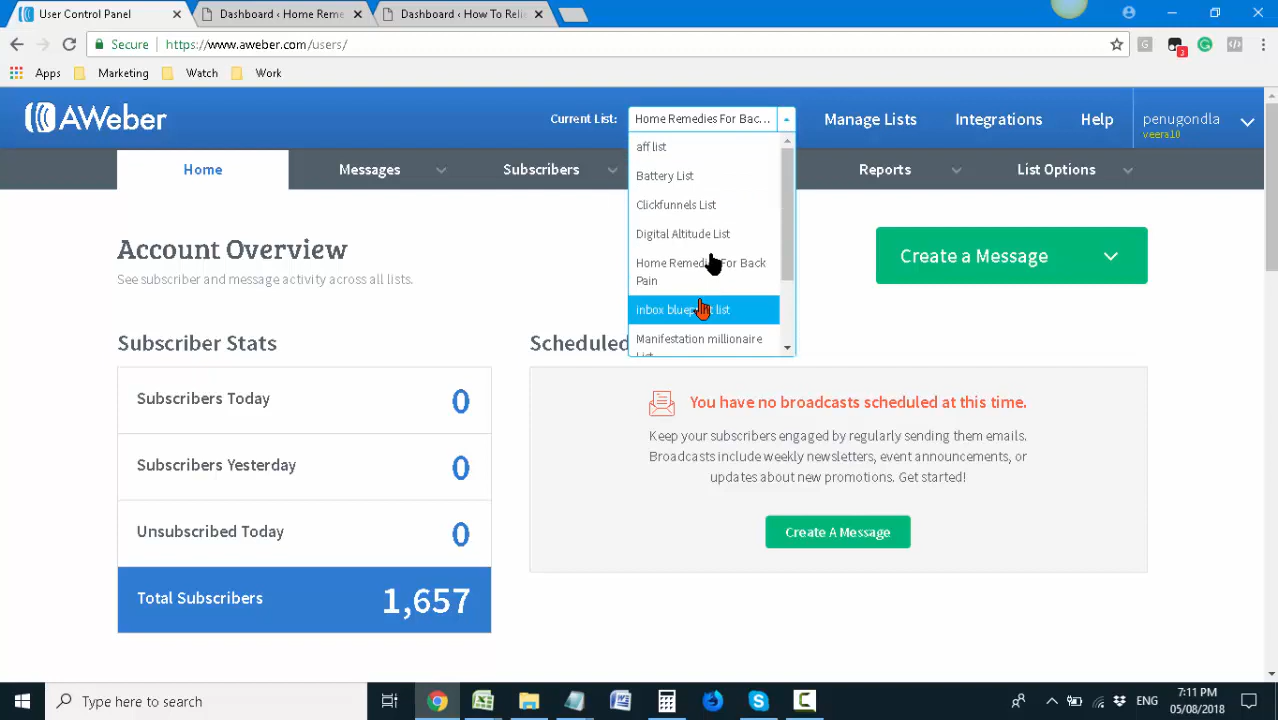 User Control Panel
Dashboard ‹ Home Reme
Dashboard ‹ How To Relie
Secure
https://www.aweber.com/users/
G
3
Apps
Marketing
Watch
Work
AWeber
Current List:
Home Remedies For Bac...
Manage Lists
Integrations
Help
penugondla
veera10
Home
Messages
Subscribers
Reports
List Options
aff list
Battery List
Clickfunnels List
Digital Altitude List
Home Remedies For Back
Pain
inbox blueprint list
Manifestation millionaire
List
Account Overview
See subscriber and message activity across all lists.
Create a Message
Subscriber Stats
Subscribers Today
0
Subscribers Yesterday
0
Unsubscribed Today
0
Total Subscribers
1,657
Scheduled
You have no broadcasts scheduled at this time.
Keep your subscribers engaged by regularly sending them emails.
Broadcasts include weekly newsletters, event announcements, or
updates about new promotions. Get started!
Create A Message
Type here to search
ENG
7:11 PM
05/08/2018